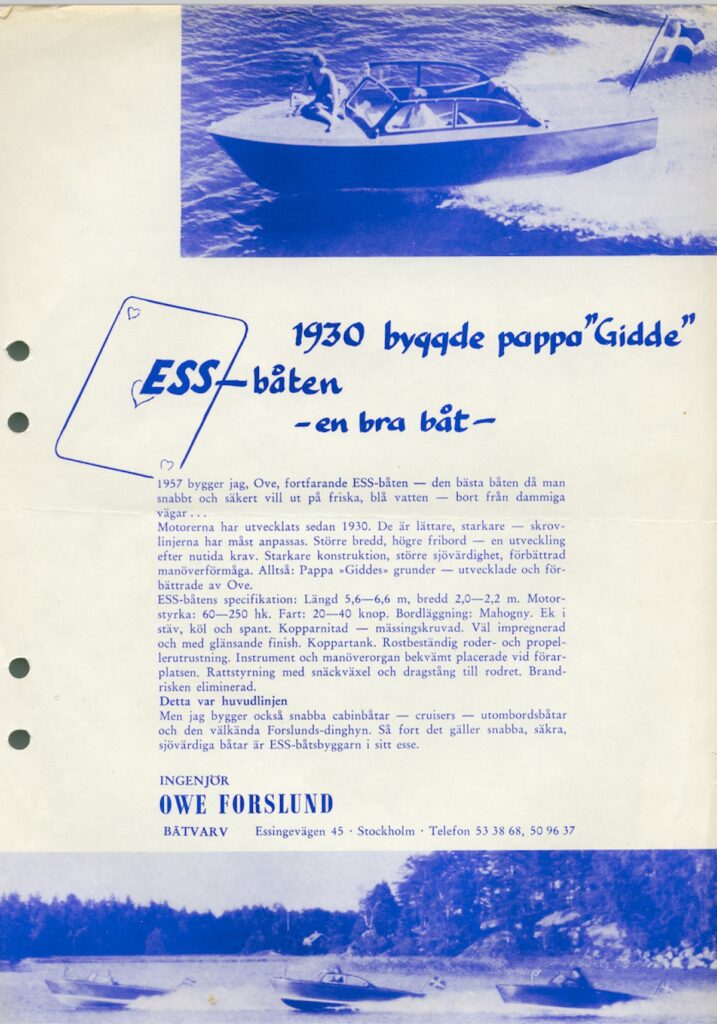 1930 byggde pappa "Gidde"
ESS-båten
-en bra båt-
1957 bygger jag, Ove, fortfarande ESS-båten — den bästa båten då man
snabbt och säkert vill ut på friska, blå vatten — bort från dammiga
vägar . . .
Motorerna har utvecklats sedan 1930. De är lättare, starkare — skrov-
linjerna har måst anpassas. Större bredd, högre fribord — en utveckling
efter nutida krav. Starkare konstruktion, större sjövärdighet, förbättrad
manöverförmåga. Alltså: Pappa »Giddes» grunder — utvecklade och för-
bättrade av Ove.
ESS-båtens specifikation: Längd 5,6—6,6 m, bredd 2,0—2,2 m. Motor-
styrka: 60—250 hk. Fart: 20—40 knop. Bordläggning: Mahogny. Ek i
stäv, köl och spant. Kopparnitad — mässingskruvad. Väl impregnerad
och med glänsande finish. Koppartank. Rostbeständig roder- och propel-
lerutrustning. Instrument och manöverorgan bekvämt placerade vid förar-
platsen. Rattstyrning med snäckväxel och dragstång till rodret. Brand-
risken eliminerad.
Detta var huvudlinjen
Men jag bygger också snabba cabinbåtar — cruisers — utombordsbåtar
och den välkända Forslunds-dinghyn. Så fort det gäller snabba, säkra,
sjövärdiga båtar är ESS-båtsbyggarn i sitt esse.
INGENJÖR
OWE FORSLUND
BÅTVARV Essingevägen 45 · Stockholm · Telefon 53 38 68, 50 96 37